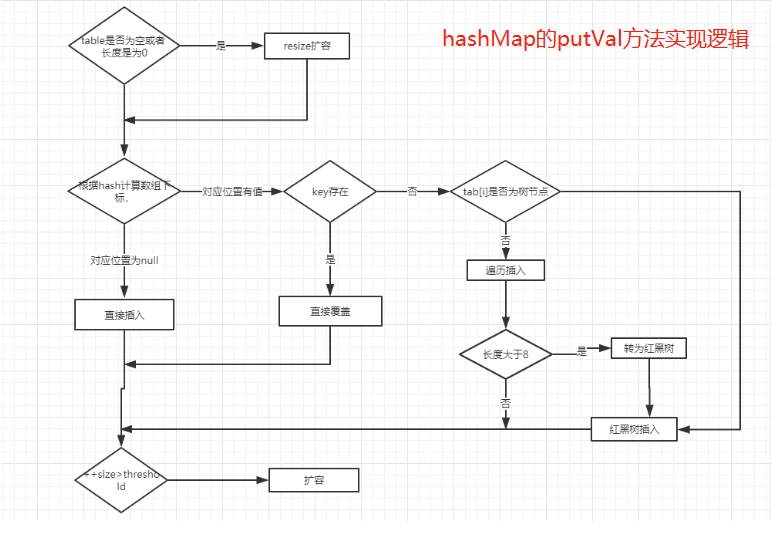 hashMap的putVal方法实现逻辑
table是否为空或者
长度是为0
是
resize扩容
根据hash计算数组下
标，
对应位置有值
key存在
否
tab[i]是否为树节点
对应位置为null
是
否
遍历插入
直接插入
直接覆盖
长度大于8
是
转为红黑树
否
红黑树插入
++size>thresho
ld
扩容